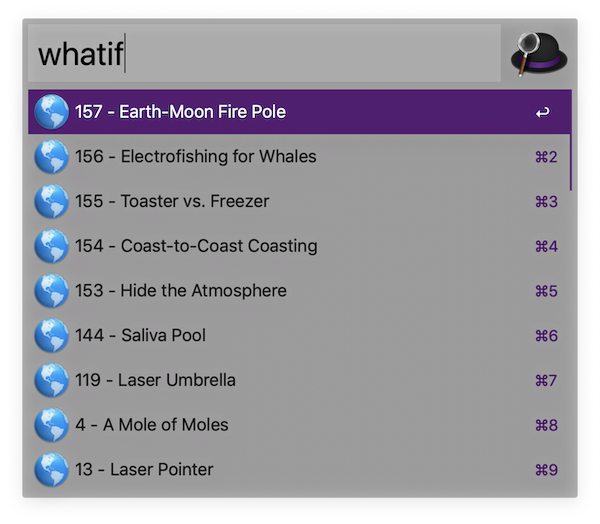 whatif
157 - Earth-Moon Fire Pole ↩
156 - Electrofishing for Whales ⌘2
155 - Toaster vs. Freezer ⌘3
154 - Coast-to-Coast Coasting ⌘4
153 - Hide the Atmosphere ⌘5
144 - Saliva Pool ⌘6
119 - Laser Umbrella ⌘7
4 - A Mole of Moles ⌘8
13 - Laser Pointer ⌘9